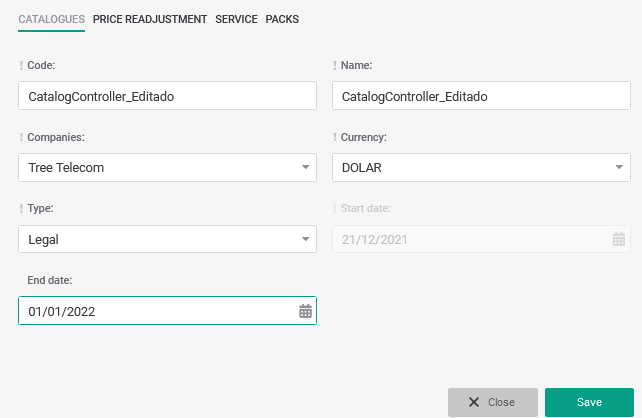 CATALOGUES PRICE READJUSTMENT SERVICE PACKS
! Code: ! Name:
CatalogController_Editado CatalogController_Editado
! Companies: ! Currency:
Tree Telecom DOLAR
! Type: ! Start date:
Legal 21/12/2021
End date:
01/01/2022
Close Save